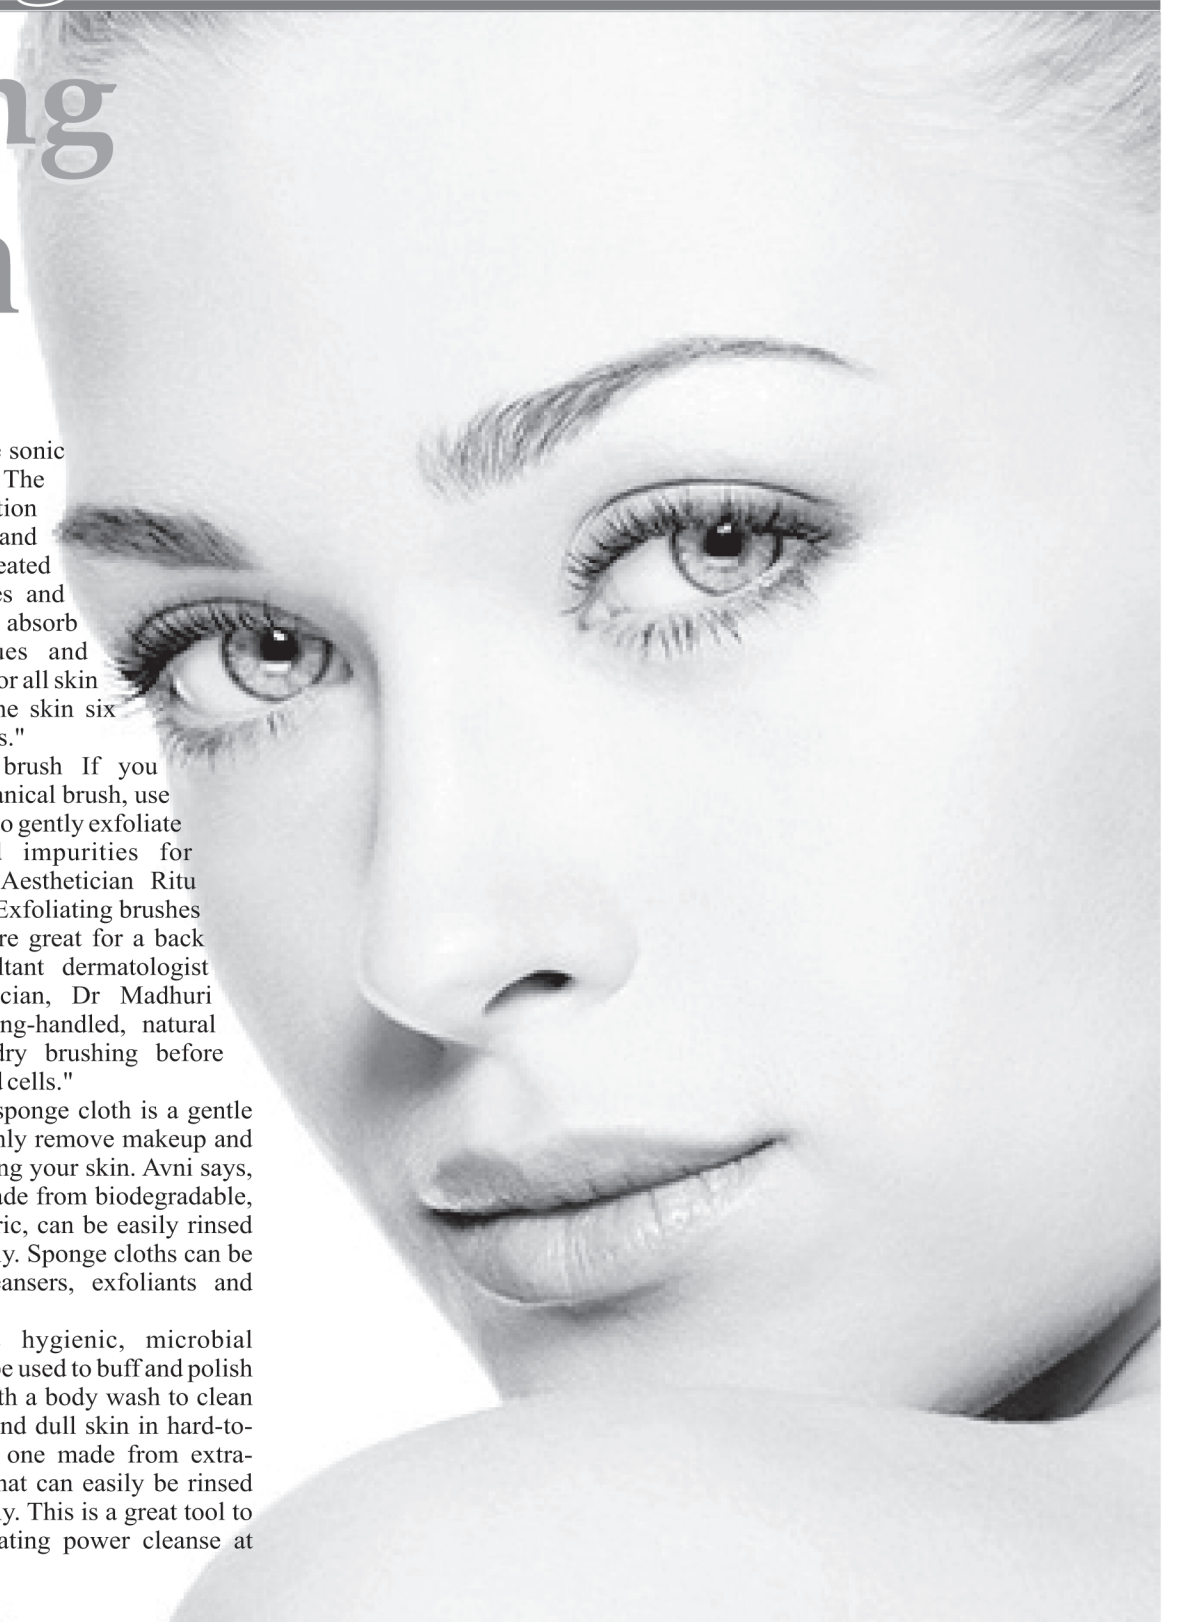 ng
n
sonic
The
tion
and
eated
es and
absorb
ues and
or all skin
he skin six
s."
brush If you
anical brush, use
o gently exfoliate
impurities for
Aesthetician Ritu
Exfoliating brushes
re great for a back
ltant dermatologist
cian, Dr Madhuri
ng-handled, natural
dry brushing before
cells."
sponge cloth is a gentle
nly remove makeup and
ng your skin. Avni says,
ade from biodegradable,
ric, can be easily rinsed
ly. Sponge cloths can be
eansers, exfoliants and
hygienic, microbial
be used to buff and polish
th a body wash to clean
nd dull skin in hard-to-
one made from extra-
hat can easily be rinsed
ly. This is a great tool to
ating power cleanse at